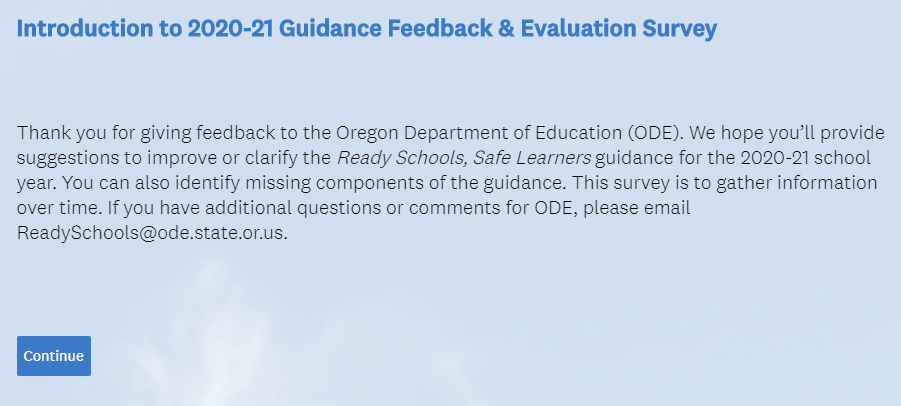 Introduction to 2020-21 Guidance Feedback & Evaluation Survey
Thank you for giving feedback to the Oregon Department of Education (ODE). We hope you'll provide
suggestions to improve or clarify the Ready Schools, Safe Learners guidance for the 2020-21 school
year. You can also identify missing components of the guidance. This survey is to gather information
over time. If you have additional questions or comments for ODE, please email
ReadySchools@ode.state.or.us.
Continue